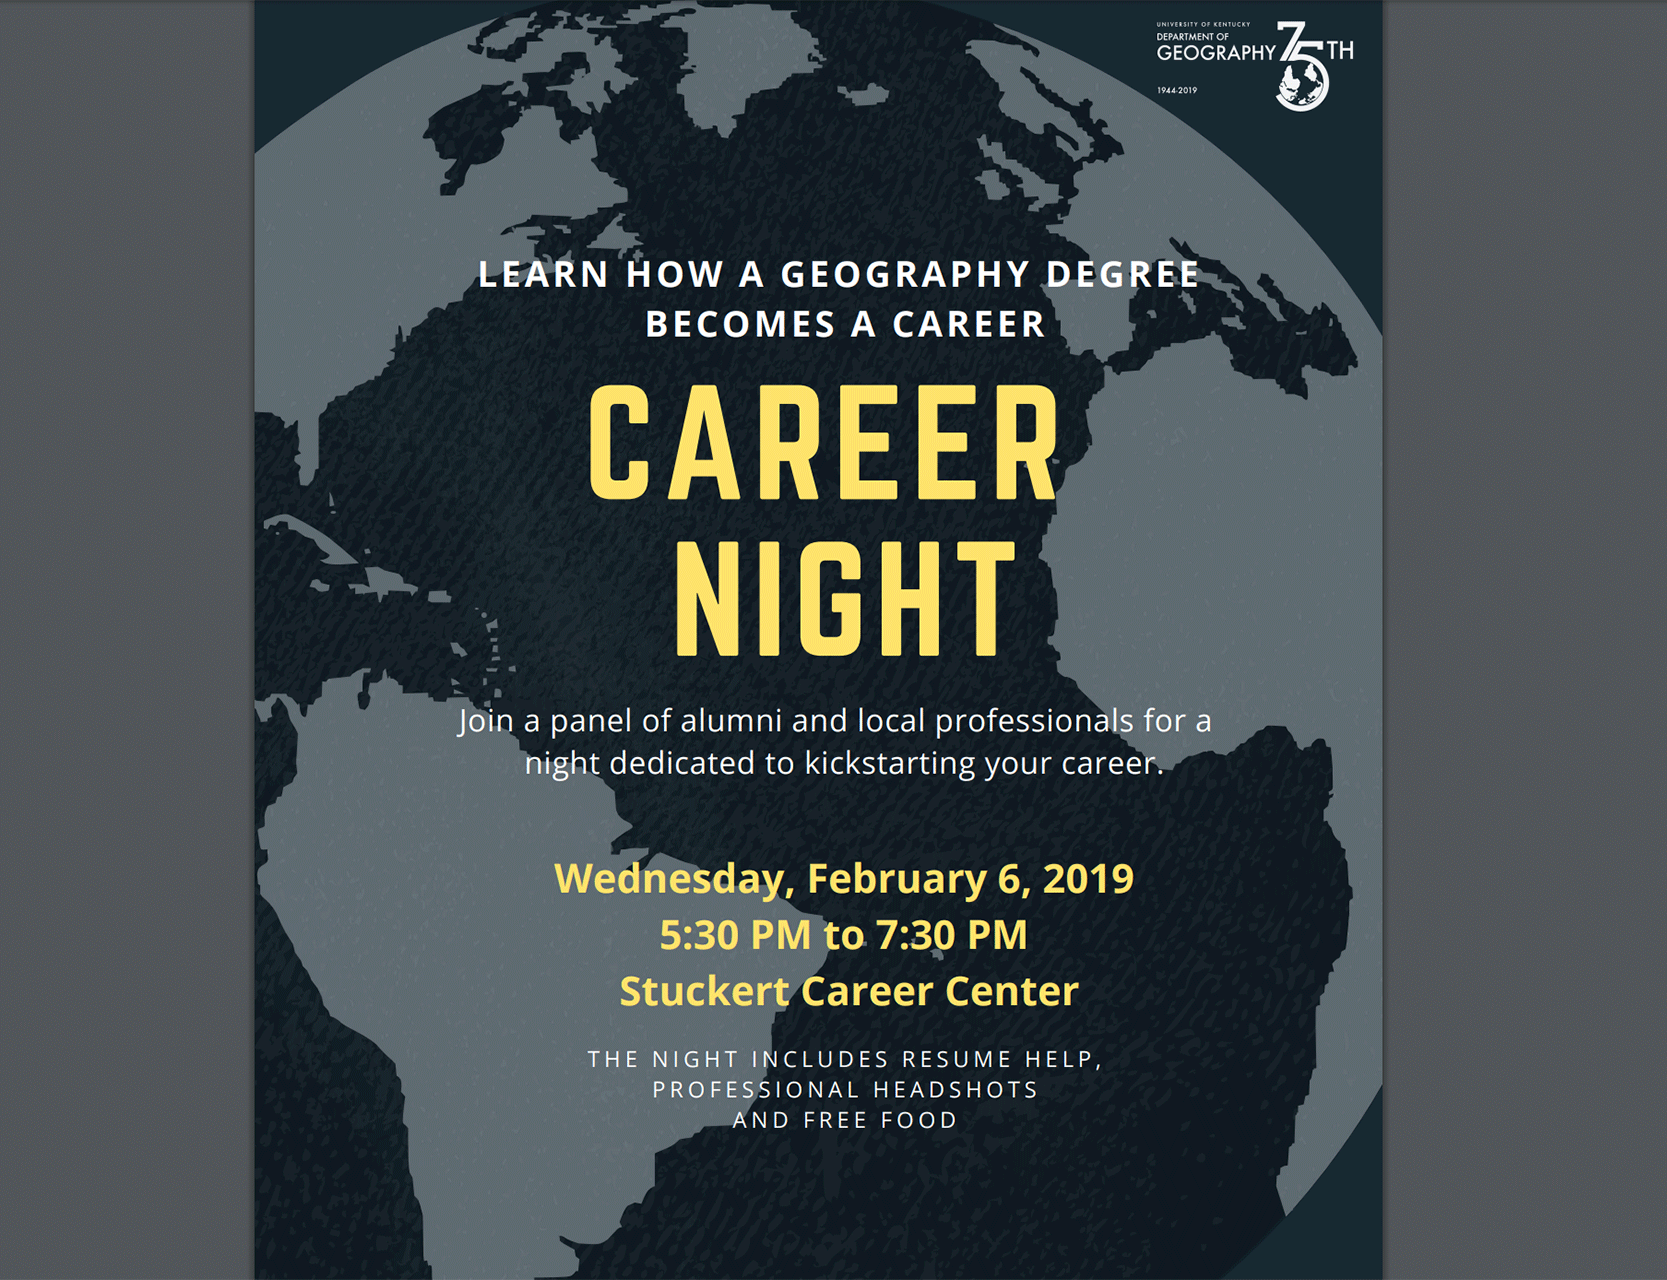 UNIVERSITY OF KENTUCKY
DEPARTMENT OF
GEOGRAPHY 75TH
1944-2019
LEARN HOW A GEOGRAPHY DEGREE
BECOMES A CAREER
CAREER
NIGHT
Join a panel of alumni and local professionals for a
night dedicated to kickstarting your career.
Wednesday, February 6, 2019
5:30 PM to 7:30 PM
Stuckert Career Center
THE NIGHT INCLUDES RESUME HELP,
PROFESSIONAL HEADSHOTS
AND FREE FOOD